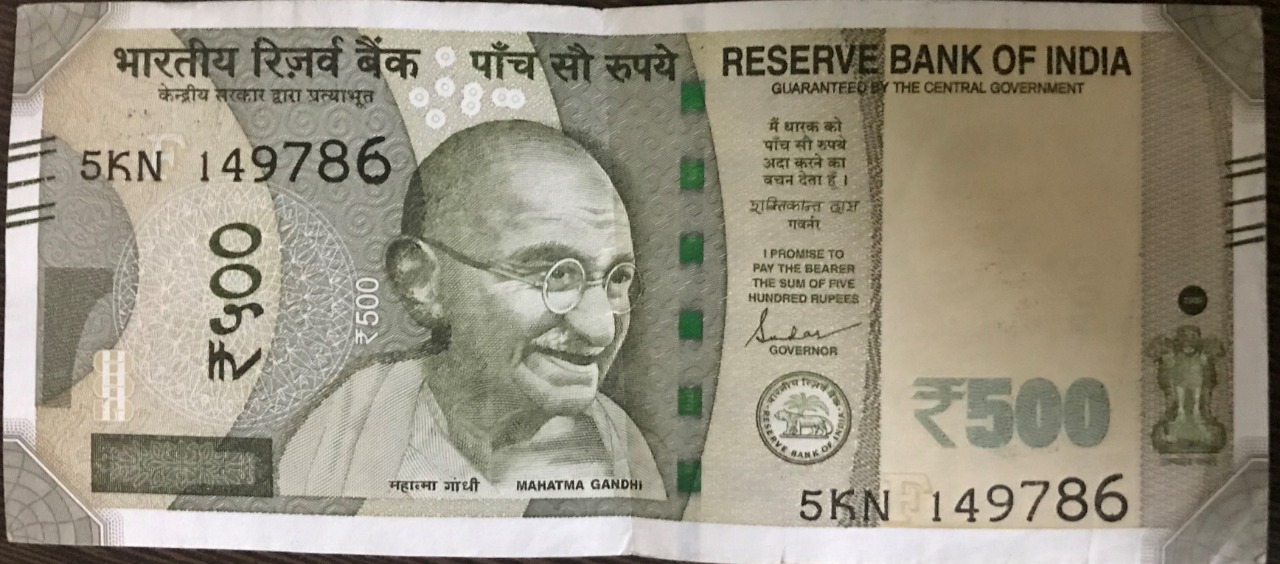 भारतीय रिज़र्व बैंक
केन्द्रीय सरकार द्वारा प्रत्याभूत
पाँच सौ रुपये
RESERVE BANK OF INDIA
GUARANTEED BY THE CENTRAL GOVERNMENT
5KN 149786
₹५००
₹500
महात्मा गांधी
MAHATMA GANDHI
मैं धारक को
पाँच सौ रुपये
अदा करने का
वचन देता हूँ ।
शक्तिकान्त दास
गवर्नर
I PROMISE TO
PAY THE BEARER
THE SUM OF FIVE
HUNDRED RUPEES
GOVERNOR
भारतीय रिज़र्व बैंक
RESERVE BANK OF INDIA
₹500
5KN 149786